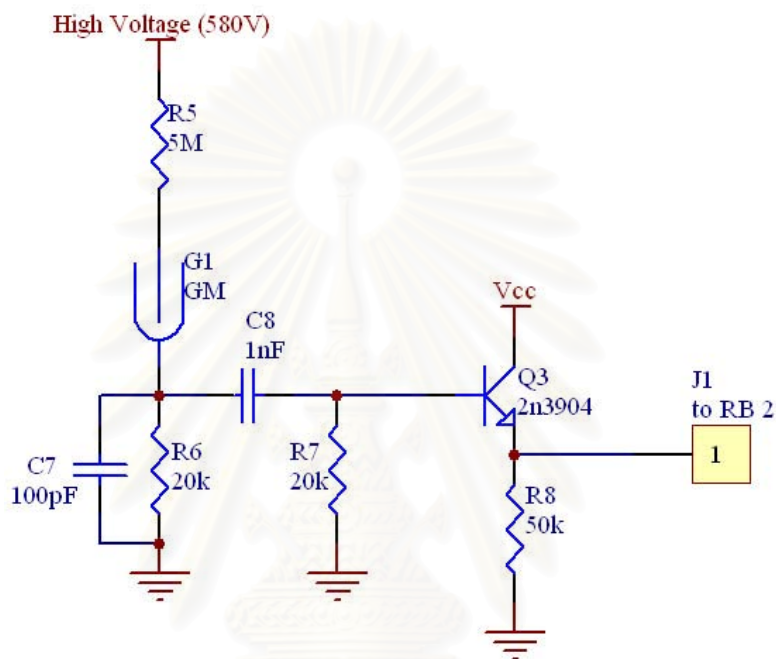 High Voltage (580V)
R5
5M
G1
GM
C8
1nF
Vcc
Q3
2n3904
J1
to RB 2
1
C7
100pF
R6
20k
R7
20k
R8
50k